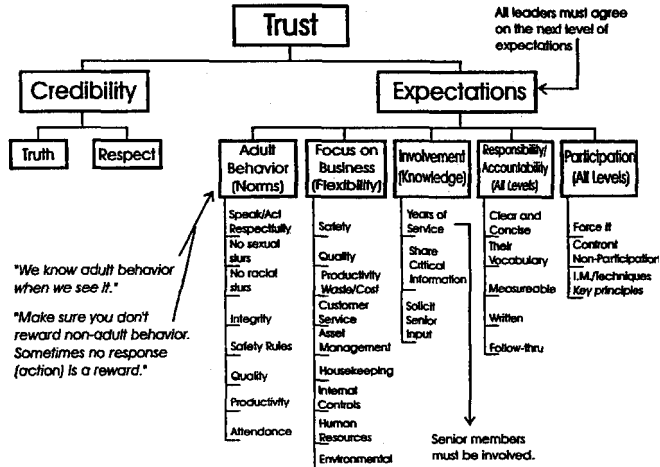 Trust
All leaders must agree
on the next level of
expectations
Credibility
Expectations
Truth
Respect
Adult
Behavior
(Norms)
Focus on
Business
(Flexibility)
Involvement
(Knowledge)
Responsibility/
Accountability
(All Levels)
Participation
(All Levels)
"We know adult behavior
when we see it."
"Make sure you don't
reward non-adult behavior.
Sometimes no response
(action) is a reward."
Speak/Act
Respectfully
No sexual
slurs
No racial
slurs
Integrity
Safety Rules
Quality
Productivity
Attendance
Safety
Quality
Productivity
Waste/Cost
Customer
Service
Asset
Management
Housekeeping
Internal
Controls
Human
Resources
Environmental
Years of
Service
Share
Critical
Information
Solicit
Senior
Input
Senior members
must be involved.
Clear and
Concise
Their
Vocabulary
Measureable
Written
Follow-thru
Force it
Confront
Non-Participation
I.M./Techniques
Key principles